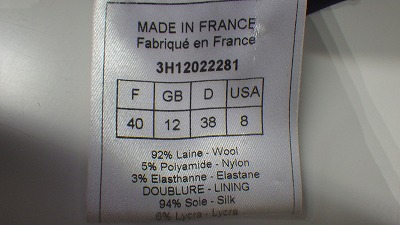 MADE IN FRANCE
Fabriqué en France
3H12022281
F GB D USA
40 12 38 8
92% Laine - Wool
5% Polyamide - Nylon
3% Elasthanne - Elastane
DOUBLURE - LINING
94% Soie - Silk
6% Lycra - Lycra